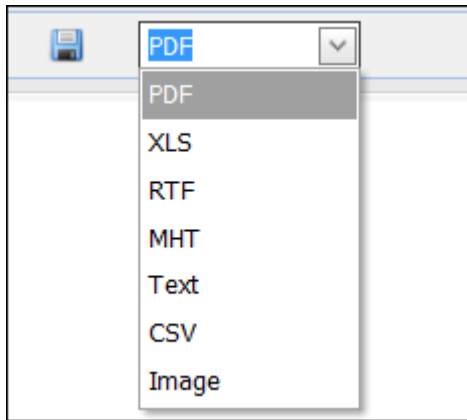 PDF
PDF
XLS
RTF
MHT
Text
CSV
Image